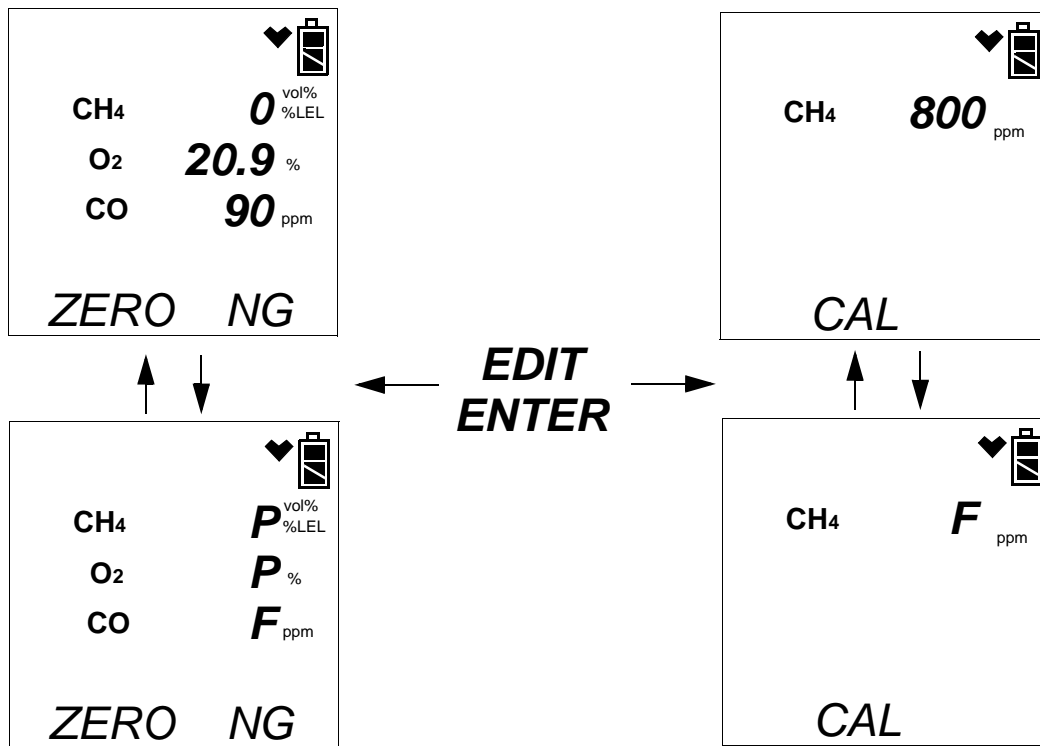 CH4 0 vol% %LEL
O2 20.9 %
CO 90 ppm
ZERO NG
CH4 800 ppm
CAL
EDIT
ENTER
CH4 P vol% %LEL
O2 P %
CO F ppm
ZERO NG
CH4 F ppm
CAL